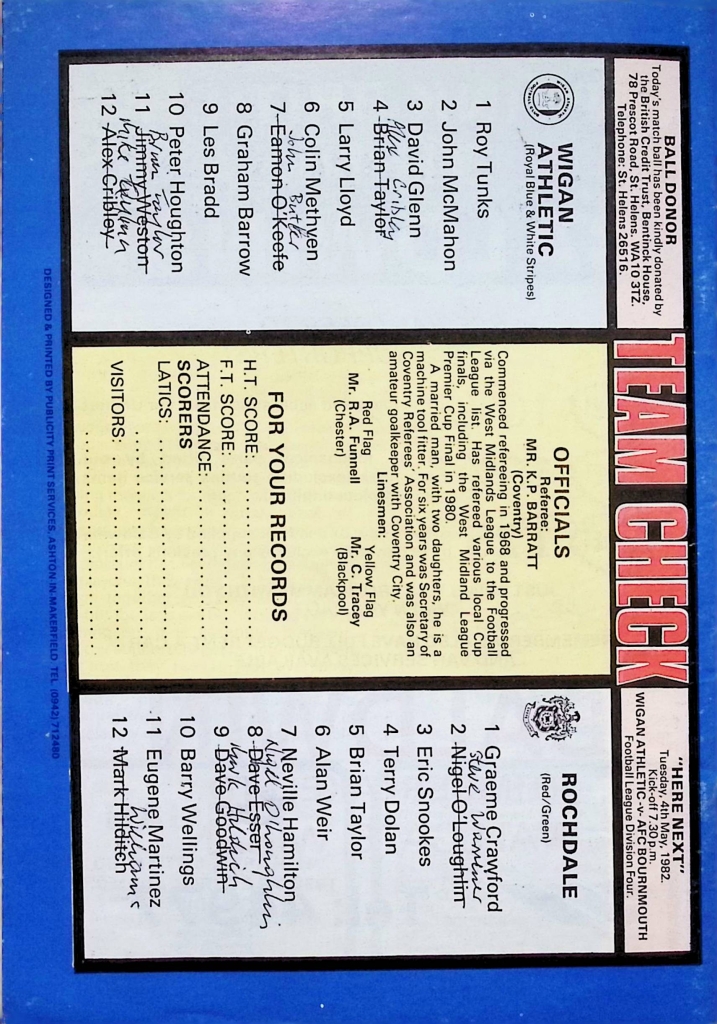 BALL DONOR
Today's match ball has been kindly donated by
the British Credit Trust, Bentinck House,
78 Prescot Road, St. Helens, WA10 3TZ.
Telephone: St. Helens 26516.
TEAM CHECK
"HERE NEXT"
Tuesday, 4th May, 1982.
Kick-off 7.30 p.m.
WIGAN ATHLETIC -v- AFC BOURNMOUTH
Football League Division Four.
WIGAN
ATHLETIC
(Royal Blue & White Stripes)
1 Roy Tunks
2 John McMahon
3 David Glenn
Alex Cribley
4 Brian Taylor
5 Larry Lloyd
6 Colin Methven
John Butler
7 Eamon O'Keefe
8 Graham Barrow
9 Les Bradd
10 Peter Houghton
Brian Taylor
11 Jimmy Weston
Mike
12 Alex Cribley
OFFICIALS
Referee:
MR. K.P. BARRATT
(Coventry)
Commenced refereeing in 1968 and progressed
via the West Midlands League to the Football
League list. Has refereed various local Cup
finals, including the West Midland League
Premier Cup Final in 1980.
A married man, with two daughters, he is a
machine tool fitter. For six years was Secretary of
Coventry Referees' Association and was also an
amateur goalkeeper with Coventry City.
Linesmen:
Red Flag Yellow Flag
Mr. R.A. Funnell Mr. C. Tracey
(Chester) (Blackpool)
FOR YOUR RECORDS
H.T. SCORE:
F.T. SCORE:
ATTENDANCE:
SCORERS
LATICS:
VISITORS:
ROCHDALE
(Red/Green)
1 Graeme Crawford
Steve Warriner
2 Nigel O'Loughlin
3 Eric Snookes
4 Terry Dolan
5 Brian Taylor
6 Alan Weir
7 Neville Hamilton
Nigel O'Loughlin
8 Dave Esser
Mark Hilditch
9 Dave Goodwin
10 Barry Wellings
11 Eugene Martinez
Williams
12 Mark Hilditch
DESIGNED & PRINTED BY PUBLICITY PRINT SERVICES, ASHTON-IN-MAKERFIELD TEL. (0942) 712480